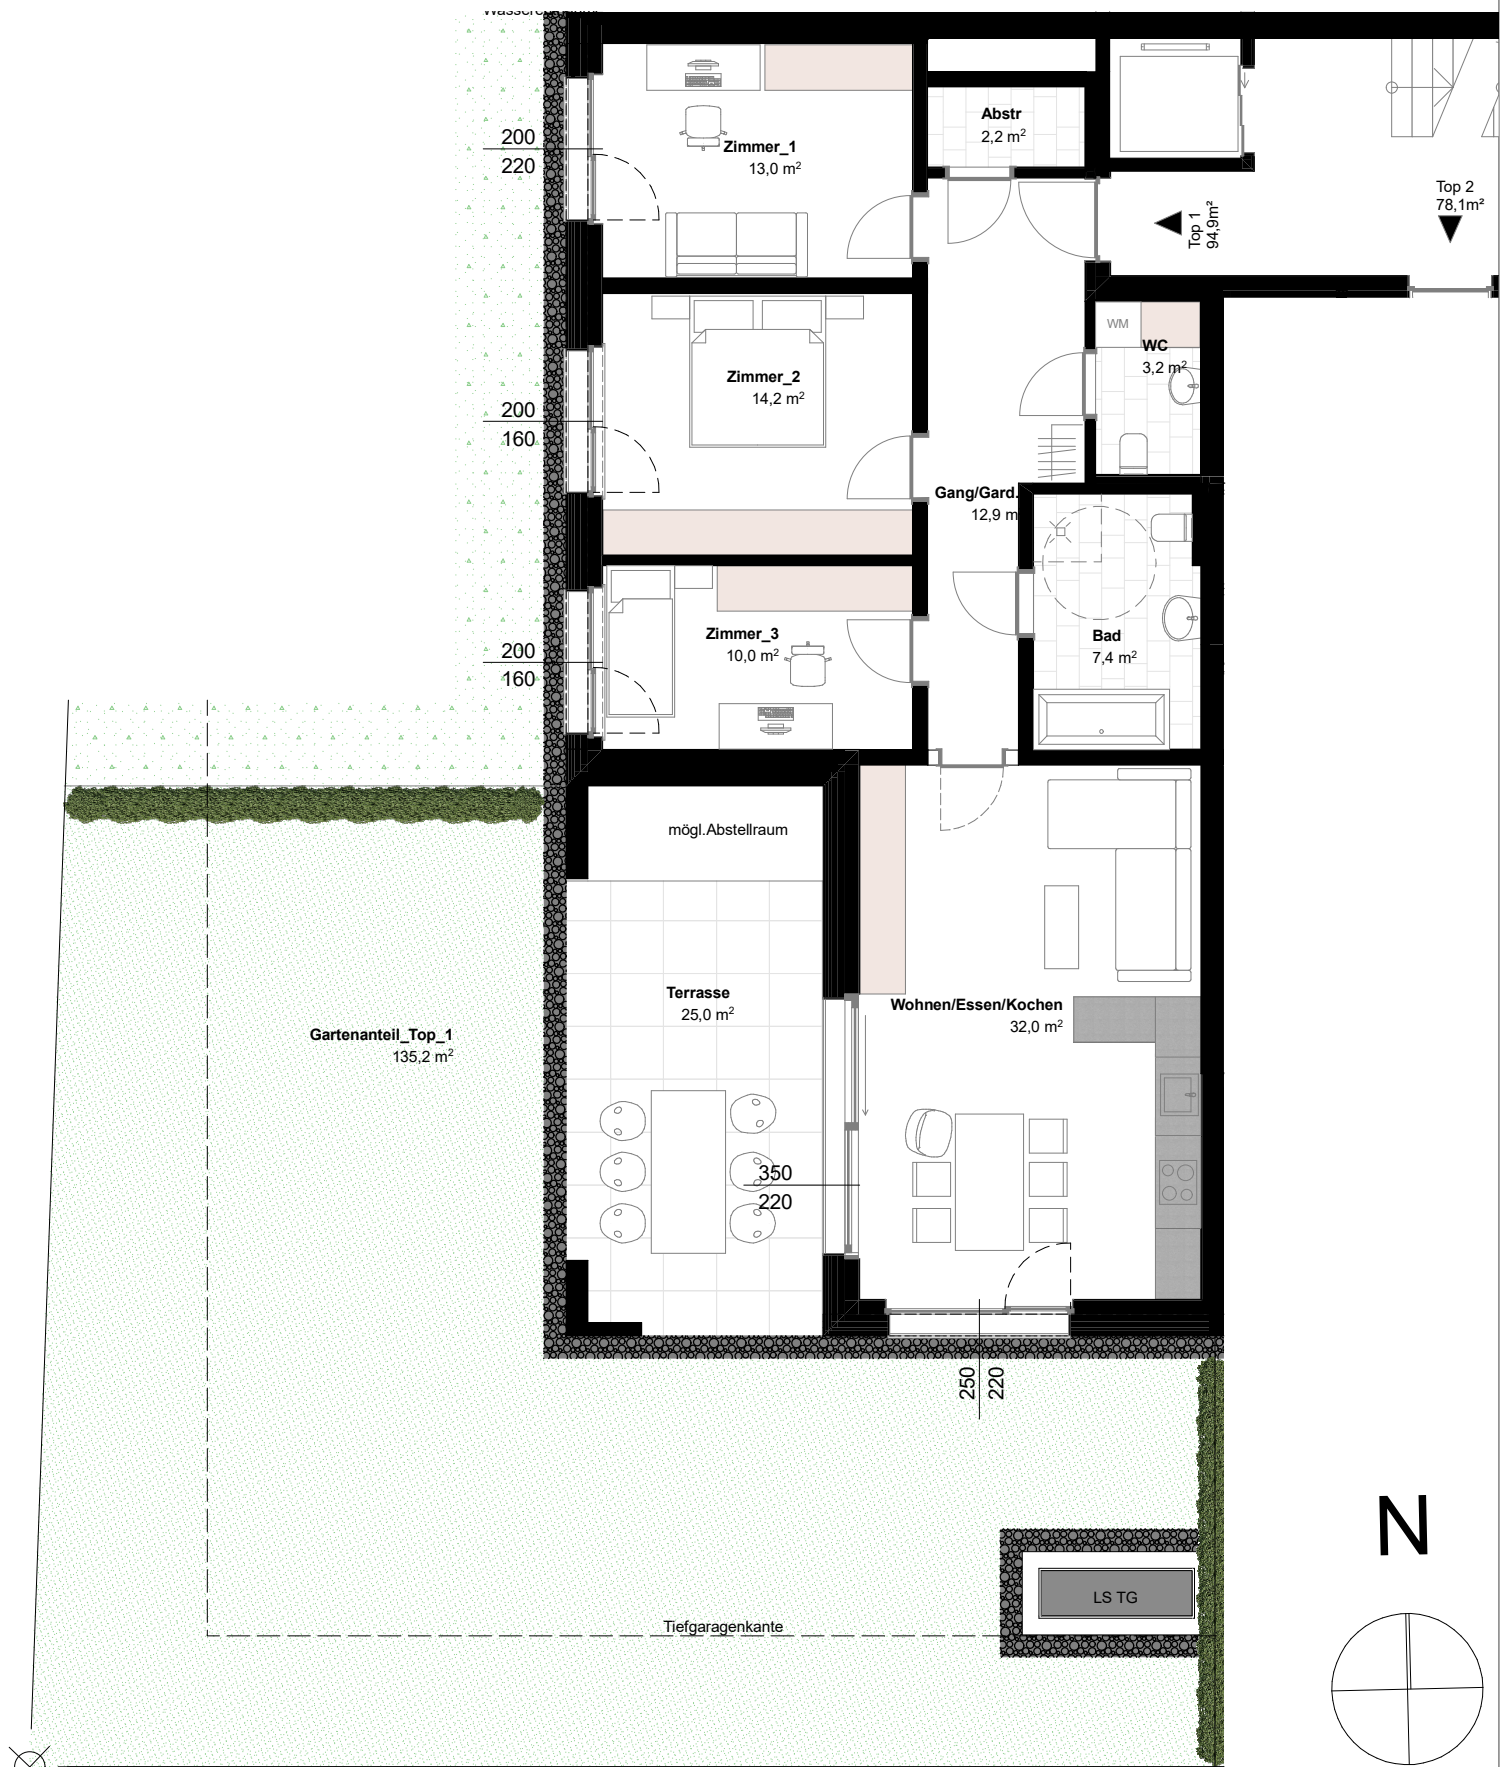 Abstr
2,2 m²
200
220
Zimmer_1
13,0 m²
Top 1
94,9m²
Top 2
78,1m²
WM
WC
3,2 m²
Zimmer_2
14,2 m²
200
160
Gang/Gard.
12,9 m
Zimmer_3
10,0 m²
200
160
Bad
7,4 m²
mögl.Abstellraum
Terrasse
25,0 m²
Wohnen/Essen/Kochen
32,0 m²
Gartenanteil_Top_1
135,2 m²
350
220
250
220
N
LS TG
Tiefgaragenkante